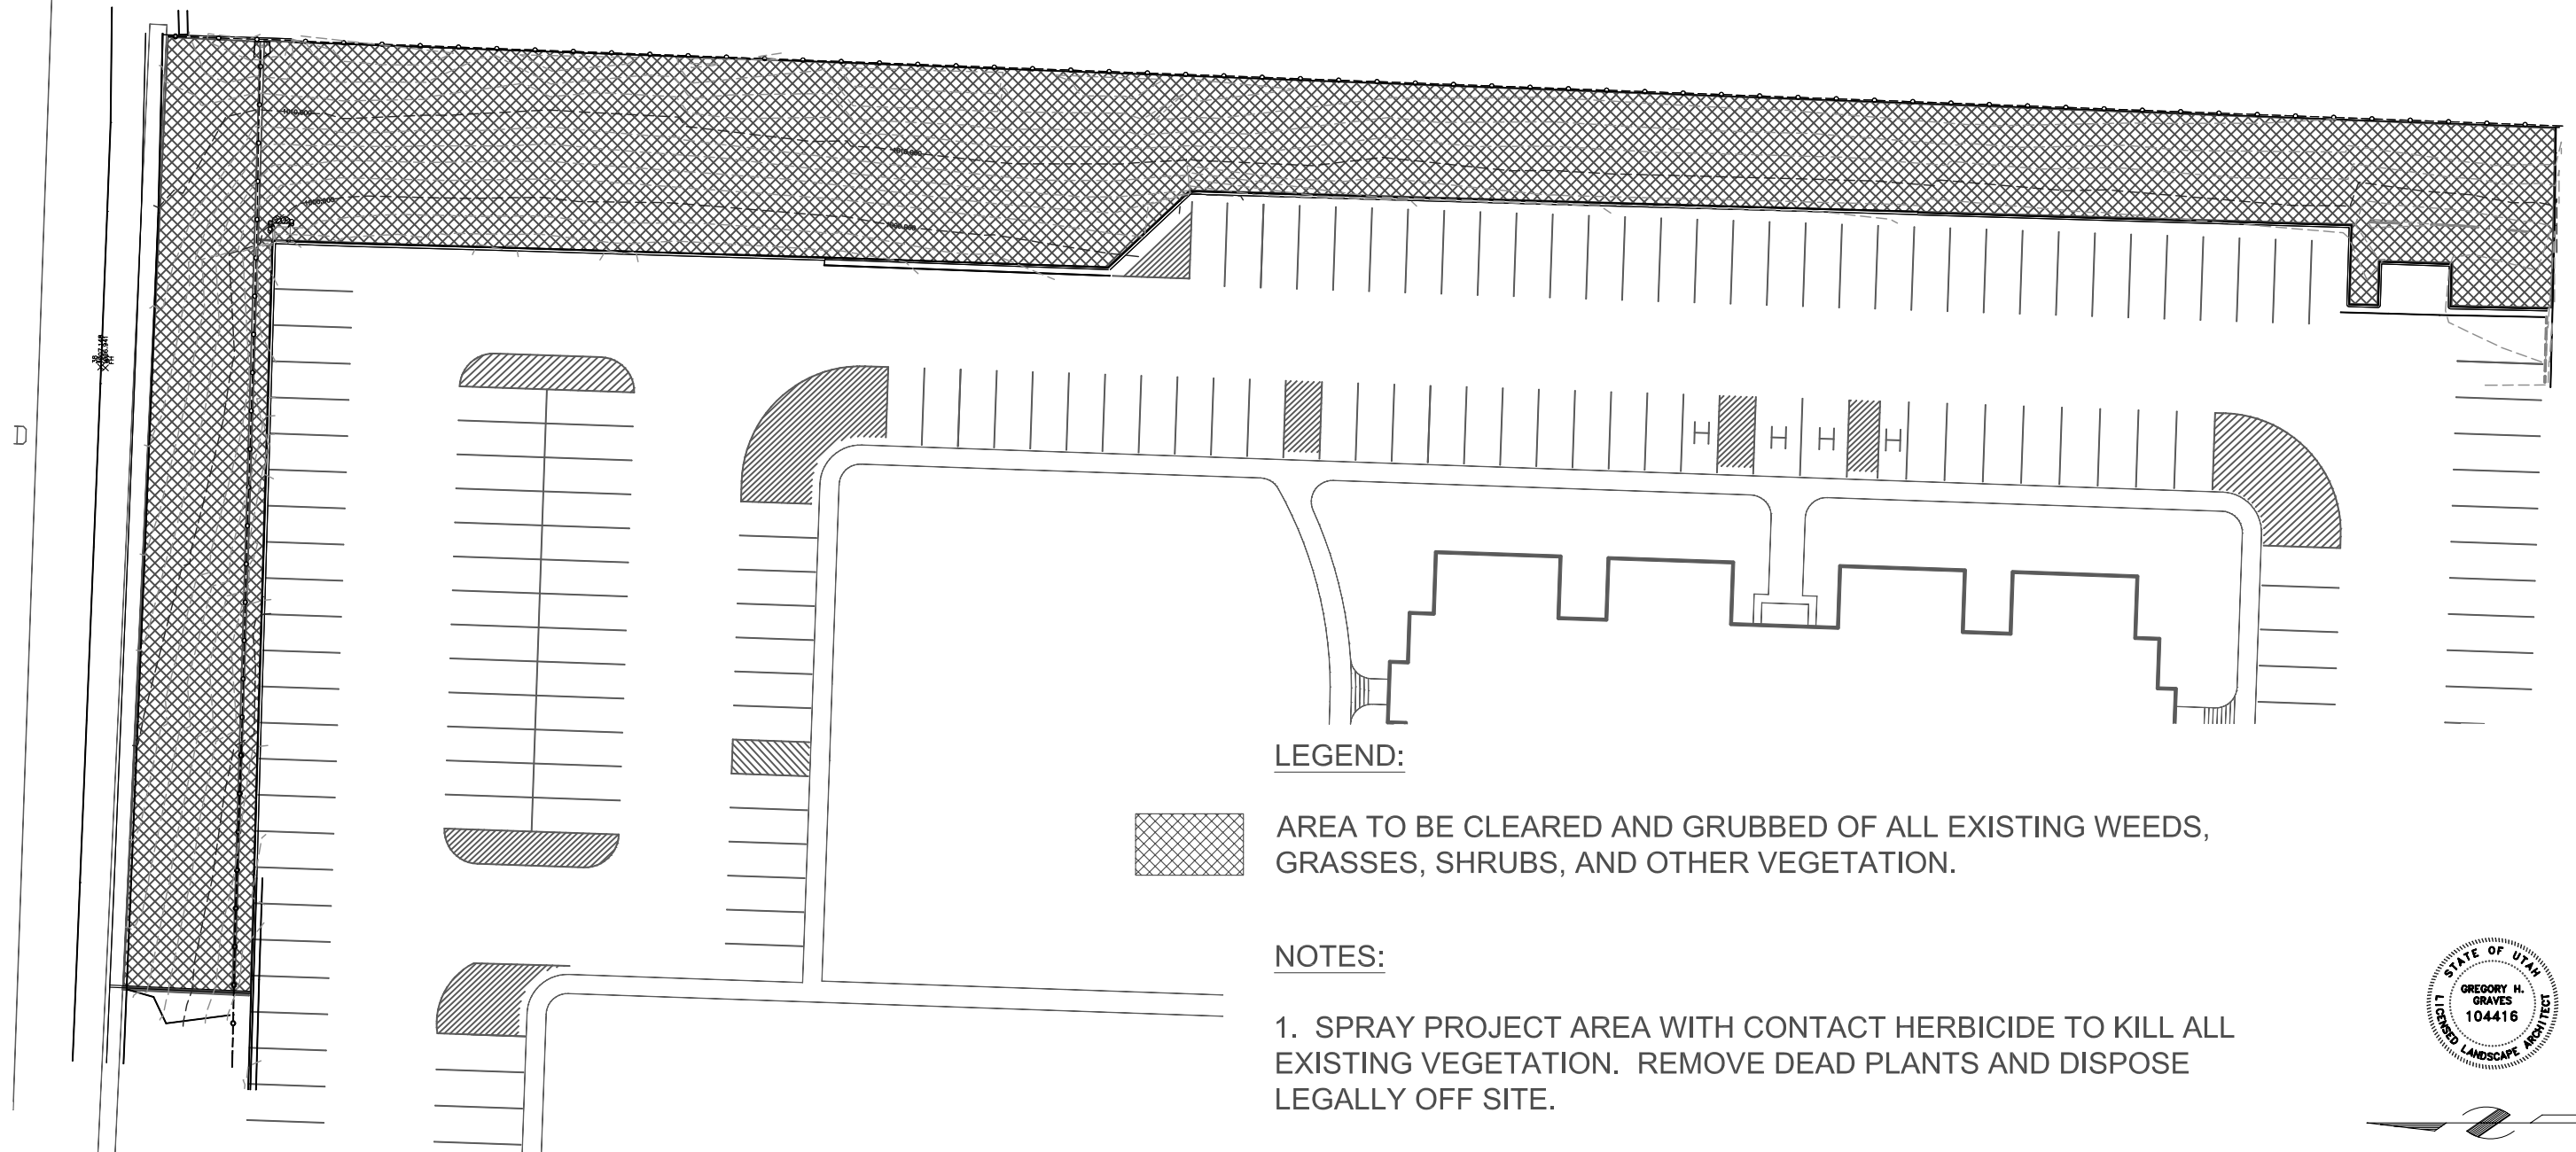 D
H
H
H
H
LEGEND:
AREA TO BE CLEARED AND GRUBBED OF ALL EXISTING WEEDS,
GRASSES, SHRUBS, AND OTHER VEGETATION.
NOTES:
1. SPRAY PROJECT AREA WITH CONTACT HERBICIDE TO KILL ALL
EXISTING VEGETATION. REMOVE DEAD PLANTS AND DISPOSE
LEGALLY OFF SITE.
STATE OF UTAH
GREGORY H.
GRAVES
104416
LICENSED LANDSCAPE ARCHITECT